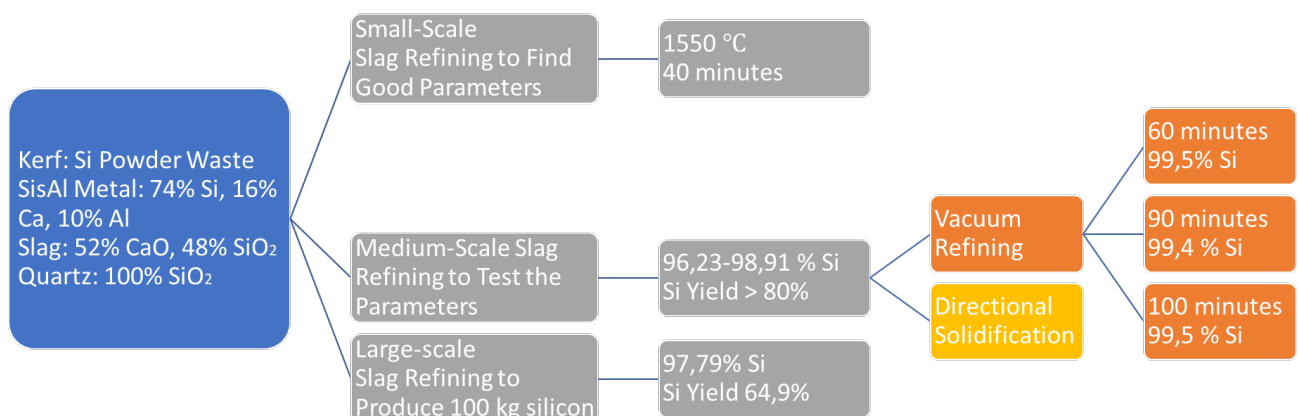 Kerf: Si Powder Waste
SisAl Metal: 74% Si, 16%
Ca, 10% Al
Slag: 52% CaO, 48% SiO₂
Quartz: 100% SiO₂
Small-Scale
Slag Refining to Find
Good Parameters
1550 ℃
40 minutes
Medium-Scale Slag
Refining to Test the
Parameters
96,23-98,91 % Si
Si Yield > 80%
Vacuum
Refining
60 minutes
99,5% Si
90 minutes
99,4 % Si
100 minutes
99,5 % Si
Directional
Solidification
Large-scale
Slag Refining to
Produce 100 kg silicon
97,79% Si
Si Yield 64,9%